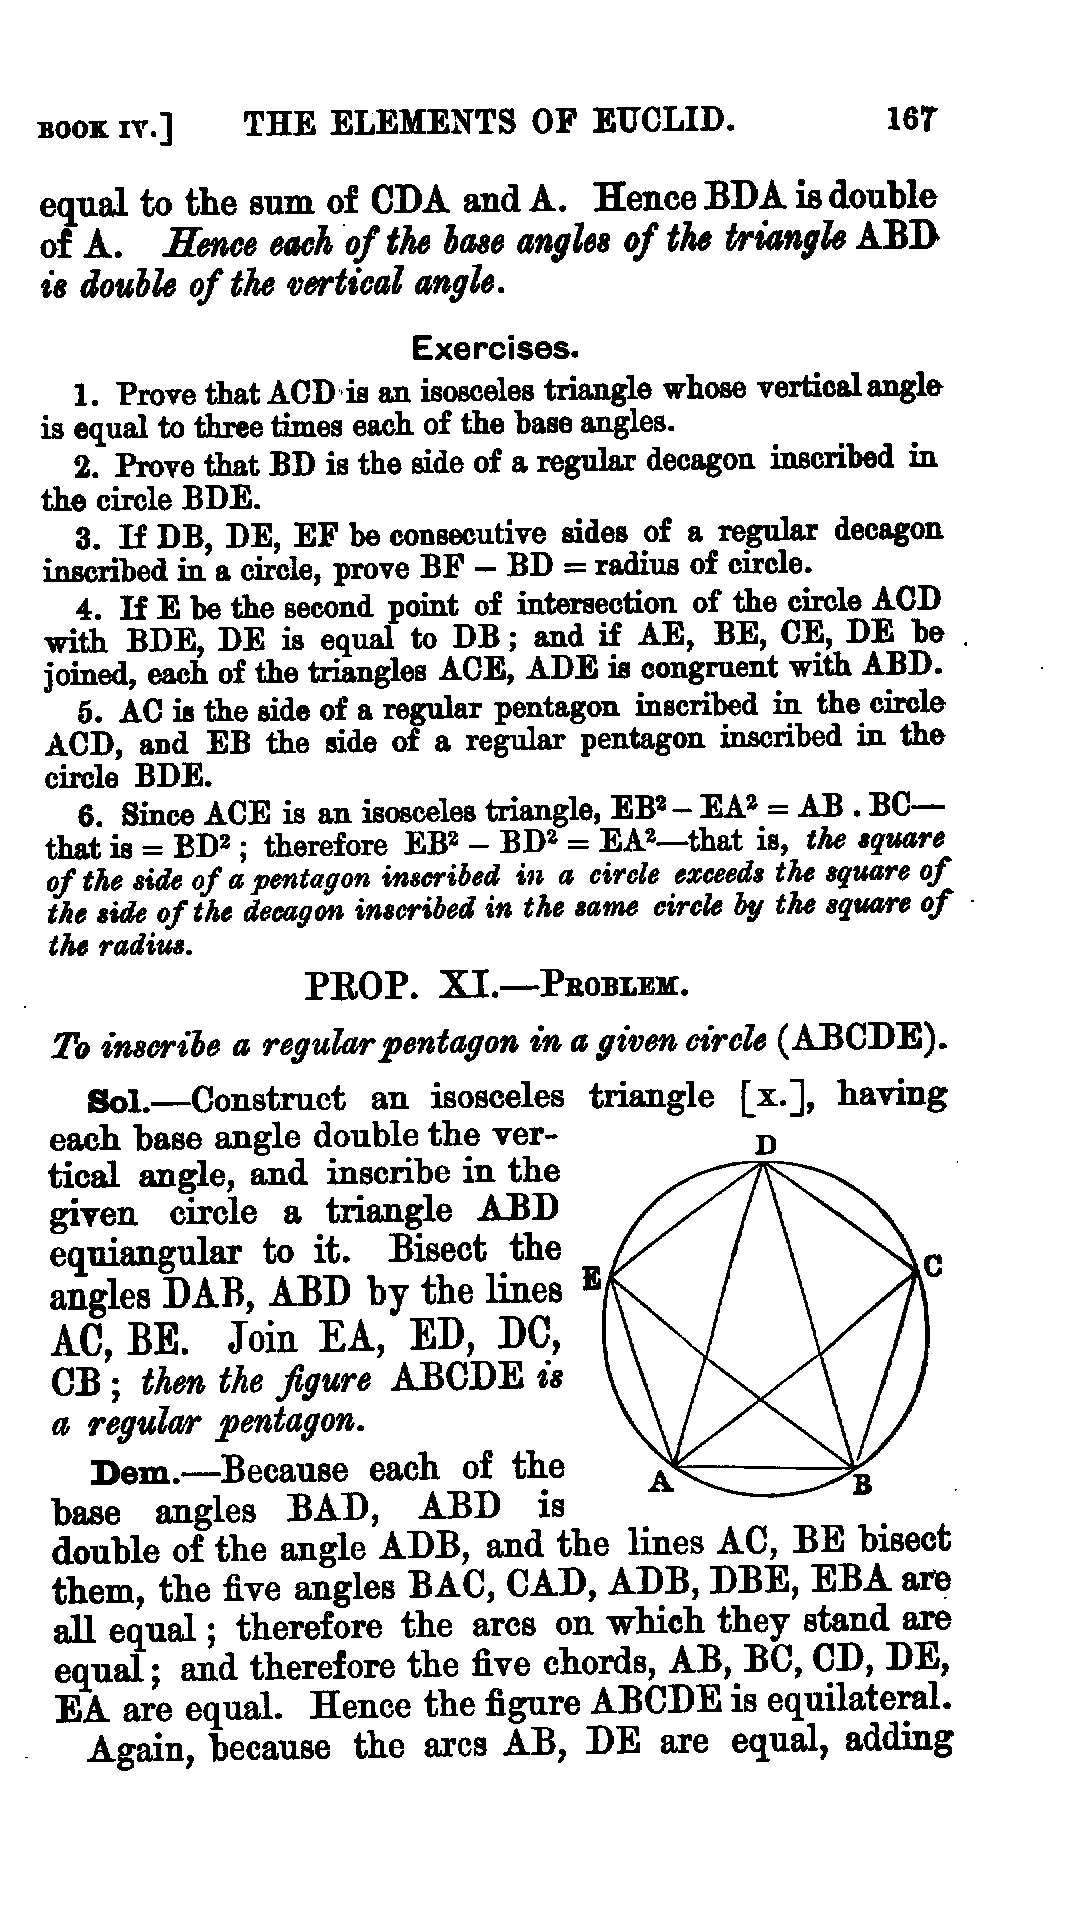 BOOK IV.] THE ELEMENTS OF EUCLID. 167
equal to the sum of CDA and A. Hence BDA is double
of A. Hence each of the base angles of the triangle ABD
is double of the vertical angle.
Exercises.
1. Prove that ACD is an isosceles triangle whose vertical angle
is equal to three times each of the base angles.
2. Prove that BD is the side of a regular decagon inscribed in
the circle BDE.
3. If DB, DE, EF be consecutive sides of a regular decagon
inscribed in a circle, prove BF – BD = radius of circle.
4. If E be the second point of intersection of the circle ACD
with BDE, DE is equal to DB; and if AE, BE, CE, DE be
joined, each of the triangles ACE, ADE is congruent with ABD.
5. AC is the side of a regular pentagon inscribed in the circle
ACD, and EB the side of a regular pentagon inscribed in the
circle BDE.
6. Since ACE is an isosceles triangle, EB² – EA² = AB . BC—
that is = BD²; therefore EB² – BD² = EA²—that is, the square
of the side of a pentagon inscribed in a circle exceeds the square of
the side of the decagon inscribed in the same circle by the square of
the radius.
PROP. XI.—PROBLEM.
To inscribe a regular pentagon in a given circle (ABCDE).
Sol.—Construct an isosceles triangle [x.], having
each base angle double the ver-
tical angle, and inscribe in the
given circle a triangle ABD
equiangular to it. Bisect the
angles DAB, ABD by the lines
AC, BE. Join EA, ED, DC,
CB; then the figure ABCDE is
a regular pentagon.
D
E
C
A
B
Dem.—Because each of the
base angles BAD, ABD is
double of the angle ADB, and the lines AC, BE bisect
them, the five angles BAC, CAD, ADB, DBE, EBA are
all equal; therefore the arcs on which they stand are
equal; and therefore the five chords, AB, BC, CD, DE,
EA are equal. Hence the figure ABCDE is equilateral.
Again, because the arcs AB, DE are equal, adding